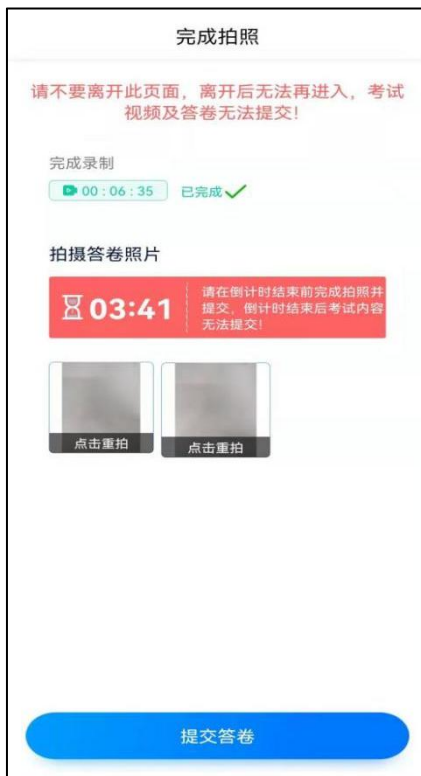 完成拍照
请不要离开此页面，离开后无法再进入，考试
视频及答卷无法提交！
完成录制
00：06：35 已完成
拍摄答卷照片
03:41
请在倒计时结束前完成拍照并
提交，倒计时结束后考试内容
无法提交！
点击重拍 点击重拍
提交答卷